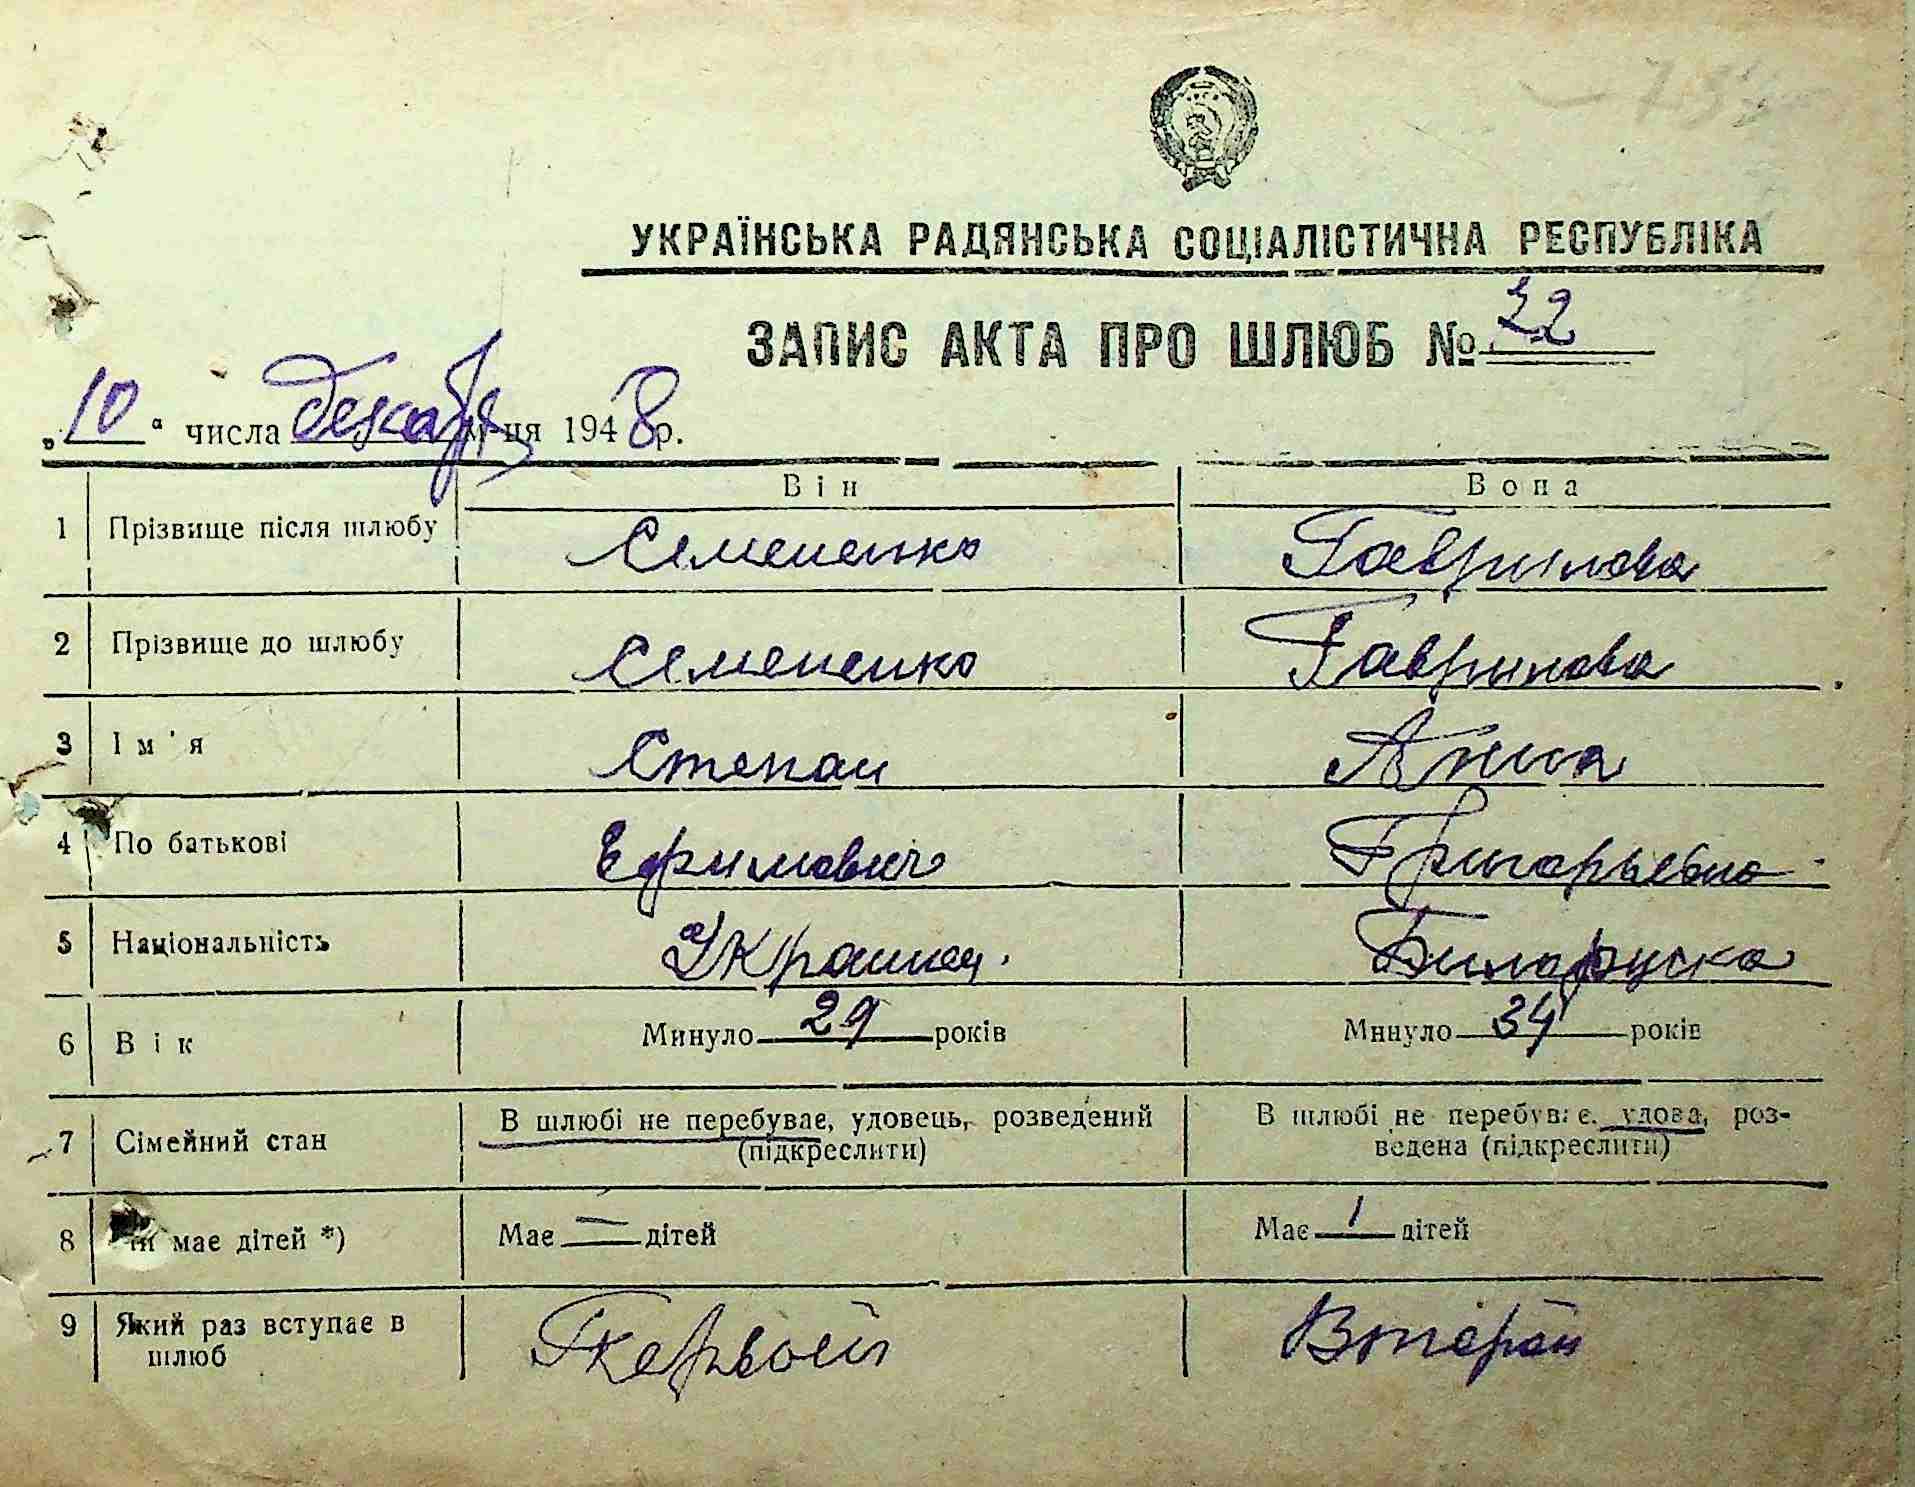 УКРАЇНСЬКА РАДЯНСЬКА СОЦІАЛІСТИЧНА РЕСПУБЛІКА
ЗАПИС АКТА ПРО ШЛЮБ № 32
„10“ числа декабря м-ця 1948 р.
Він Вона
1 Прізвище після шлюбу Семененко Гаврилова
2 Прізвище до шлюбу Семененко Гаврилова
3 Ім'я Степан Анна
4 По батькові Ефимович Григорьевна
5 Національність Украинец. Билоруска
6 Вік Минуло 29 років Минуло 34 років
7 Сімейний стан В шлюбі не перебуває, удовець, розведений (підкреслити) В шлюбі не перебуває, удова, роз-
ведена (підкреслити)
8 має дітей *) Має — дітей Має 1 дітей
9 Який раз вступає в Первой Второй
шлюб